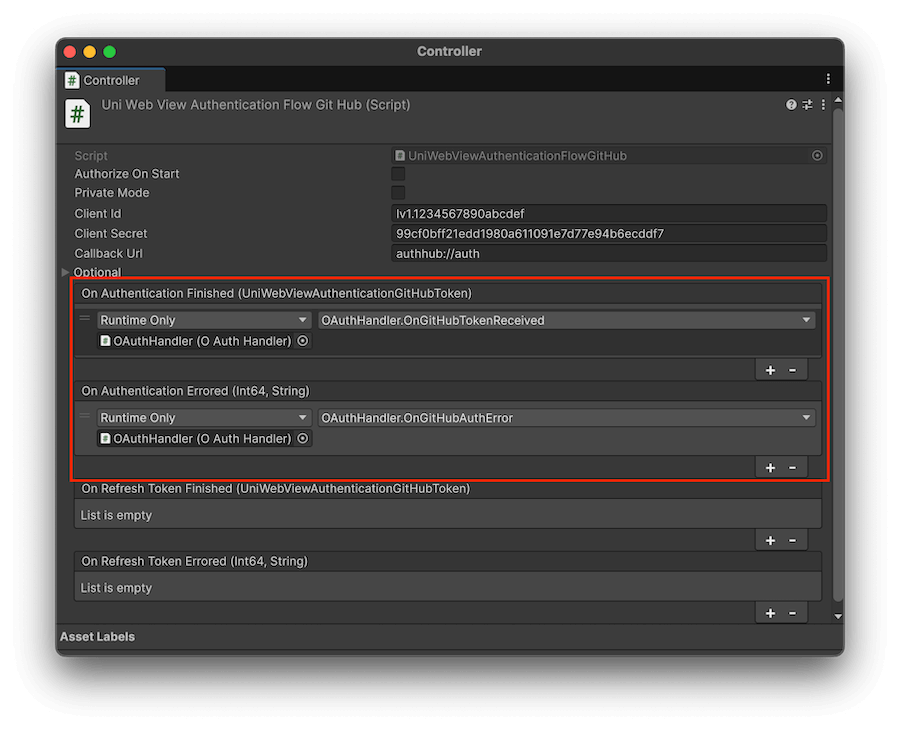 Controller
# Controller
# Uni Web View Authentication Flow Git Hub (Script)
Script UniWebViewAuthenticationFlowGitHub
Authorize On Start
Private Mode
Client Id Iv1.1234567890abcdef
Client Secret 99cf0bff21edd1980a611091e7d77e94b6ecddf7
Callback Url authhub://auth
Optional
On Authentication Finished (UniWebViewAuthenticationGitHubToken)
Runtime Only OAuthHandler.OnGitHubTokenReceived
OAuthHandler (O Auth Handler)
+ -
On Authentication Errored (Int64, String)
Runtime Only OAuthHandler.OnGitHubAuthError
OAuthHandler (O Auth Handler)
+ -
On Refresh Token Finished (UniWebViewAuthenticationGitHubToken)
List is empty
+ -
On Refresh Token Errored (Int64, String)
List is empty
+ -
Asset Labels